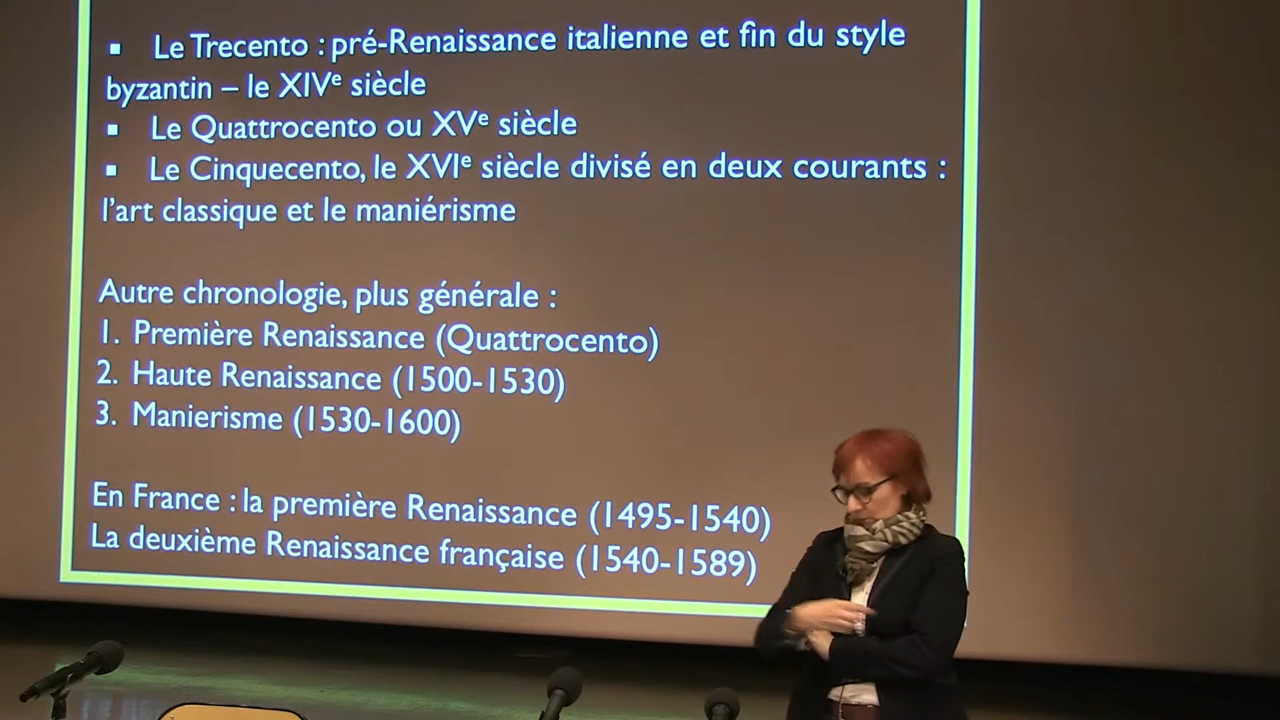 ▪ Le Trecento : pré-Renaissance italienne et fin du style
byzantin – le XIVe siècle
▪ Le Quattrocento ou XVe siècle
▪ Le Cinquecento, le XVIe siècle divisé en deux courants :
l'art classique et le maniérisme
Autre chronologie, plus générale :
1. Première Renaissance (Quattrocento)
2. Haute Renaissance (1500-1530)
3. Manierisme (1530-1600)
En France : la première Renaissance (1495-1540)
La deuxième Renaissance française (1540-1589)